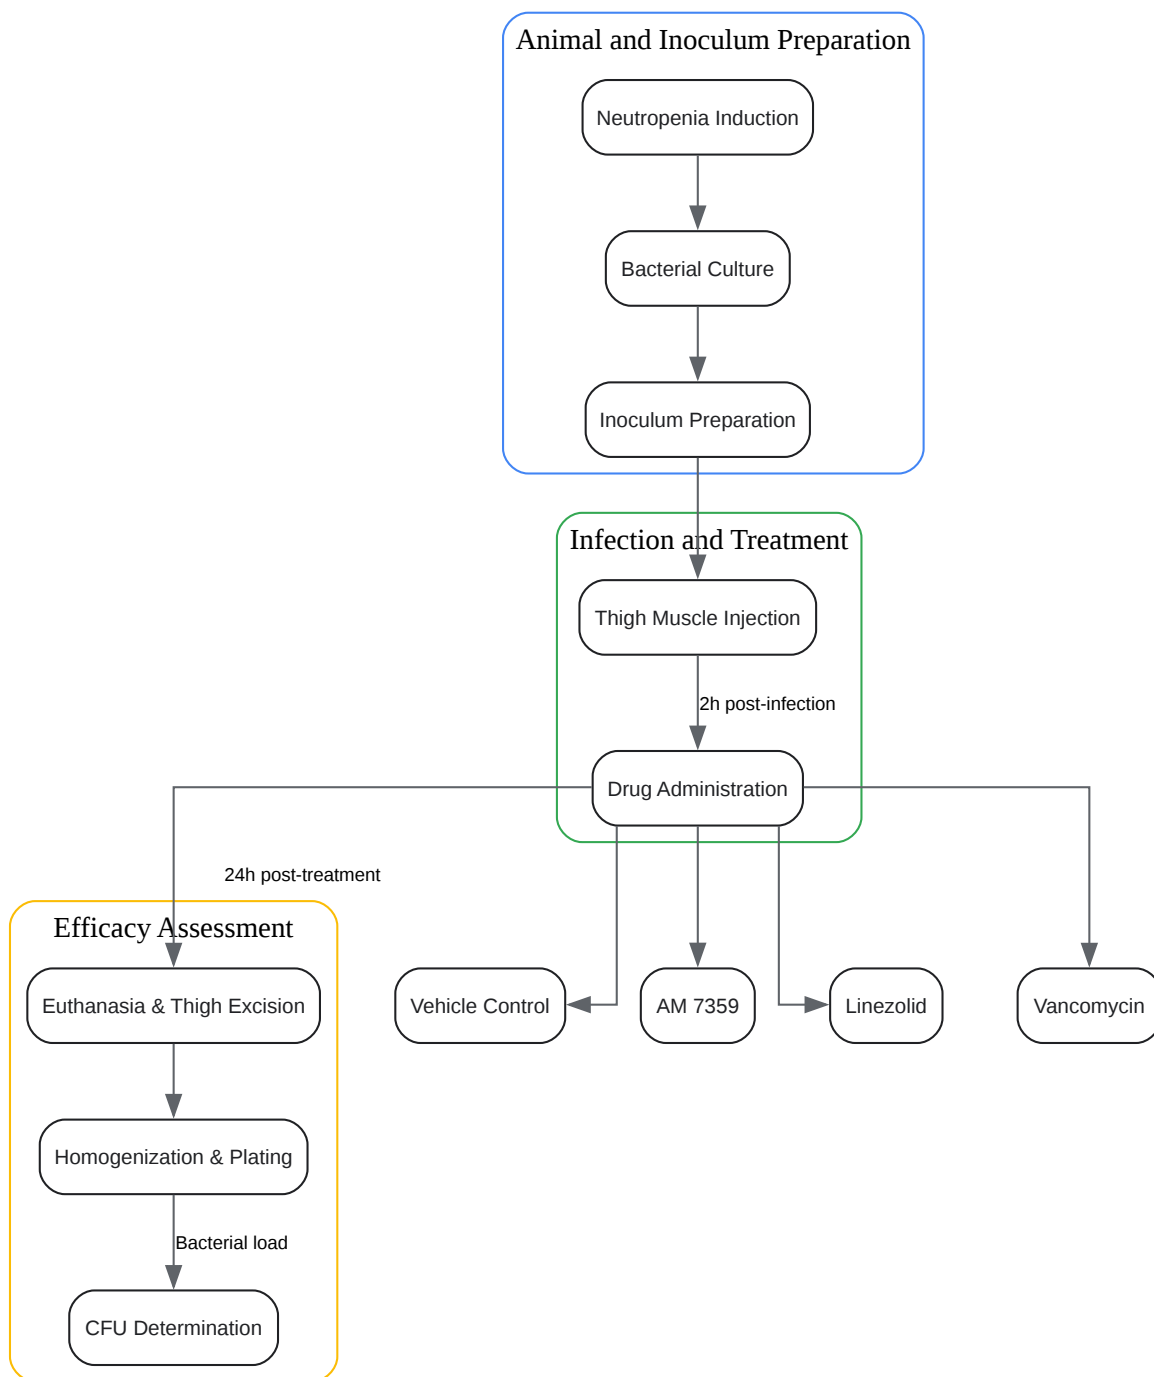 Animal and Inoculum Preparation
Neutropenia Induction
Bacterial Culture
Inoculum Preparation
Infection and Treatment
Thigh Muscle Injection
2h post-infection
Drug Administration
24h post-treatment
Efficacy Assessment
Euthanasia & Thigh Excision
Vehicle Control
AM 7359
Linezolid
Vancomycin
Homogenization & Plating
Bacterial load
CFU Determination